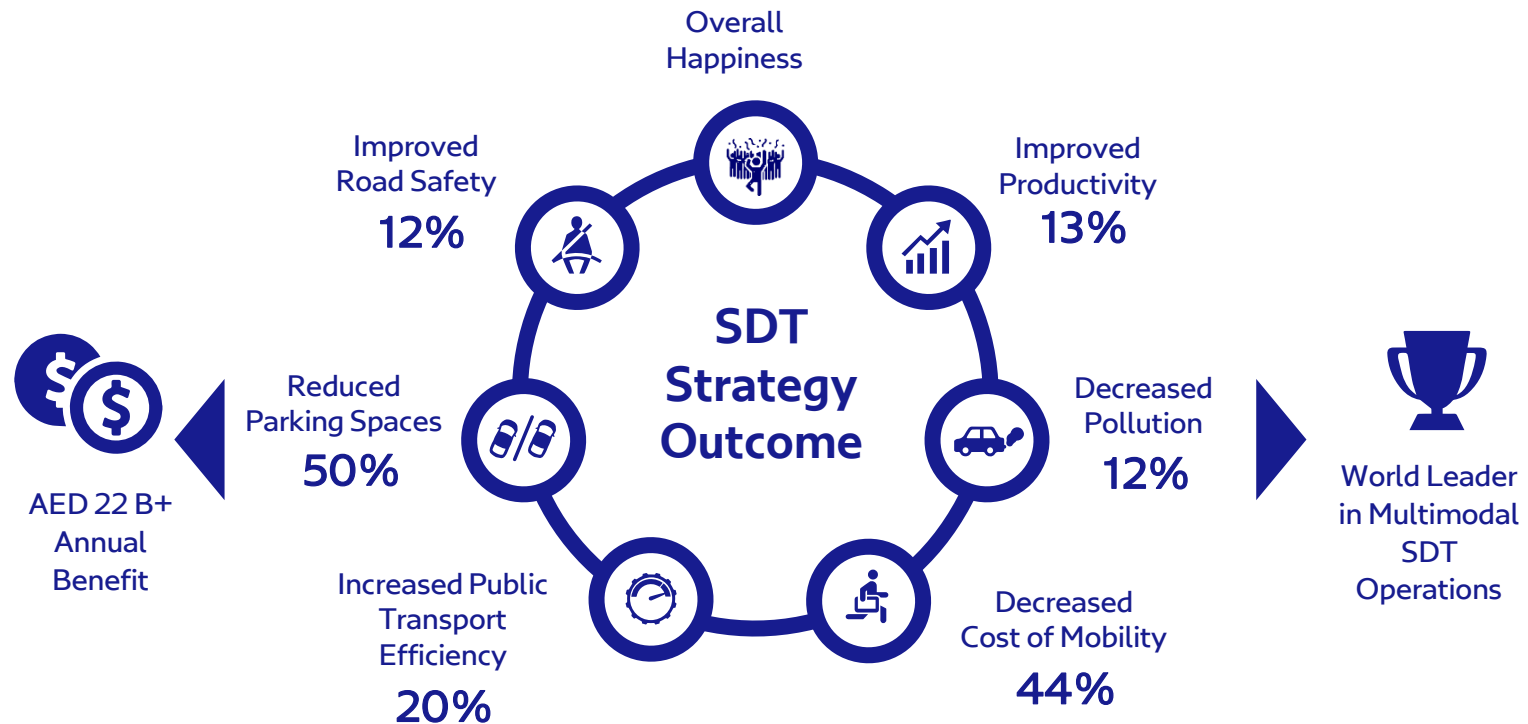 Overall
Happiness
Improved
Road Safety
12%
Improved
Productivity
13%
SDT
Strategy
Outcome
$
$
AED 22 B+
Annual
Benefit
Reduced
Parking Spaces
50%
Decreased
Pollution
12%
World Leader
in Multimodal
SDT
Operations
Increased Public
Transport
Efficiency
20%
Decreased
Cost of Mobility
44%